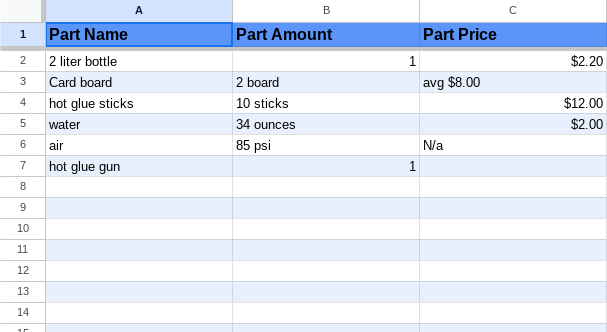 A B C
1 Part Name Part Amount Part Price
2 2 liter bottle 1 $2.20
3 Card board 2 board avg $8.00
4 hot glue sticks 10 sticks $12.00
5 water 34 ounces $2.00
6 air 85 psi N/a
7 hot glue gun 1
8
9
10
11
12
13
14